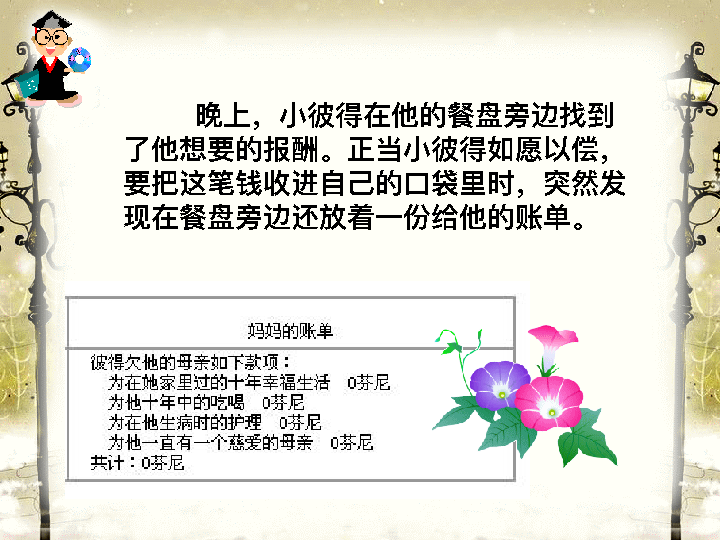 晚上，小彼得在他的餐盘旁边找到
了他想要的报酬。正当小彼得如愿以偿，
要把这笔钱收进自己的口袋里时，突然发
现在餐盘旁边还放着一份给他的账单。
妈妈的账单
彼得欠他的母亲如下款项：
为在她家里过的十年幸福生活 0芬尼
为他十年中的吃喝 0芬尼
为在他生病时的护理 0芬尼
为他一直有一个慈爱的母亲 0芬尼
共计：0芬尼